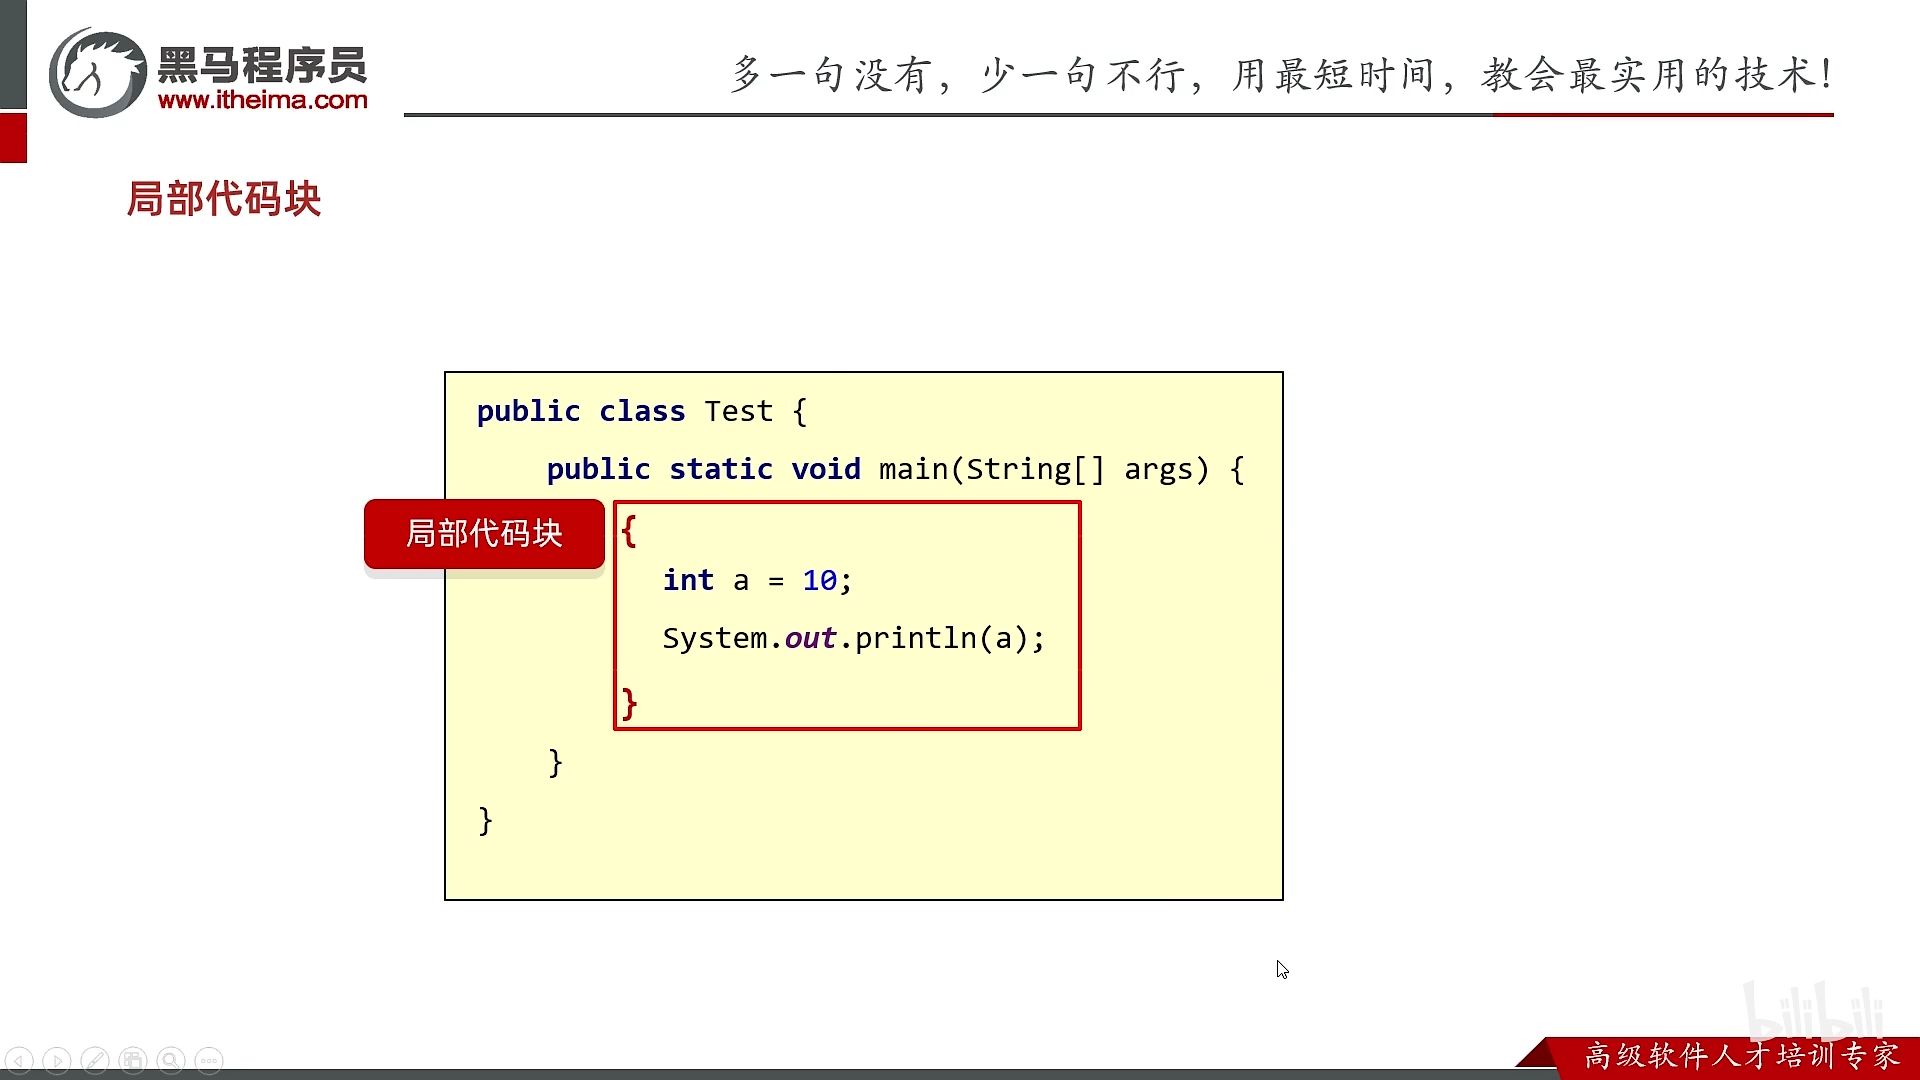 黑马程序员
www.itheima.com
多一句没有，少一句不行，用最短时间，教会最实用的技术！
局部代码块
public class Test {
public static void main(String[] args) {
局部代码块
{
int a = 10;
System.out.println(a);
}
}
}
bilibili
高级软件人才培训专家